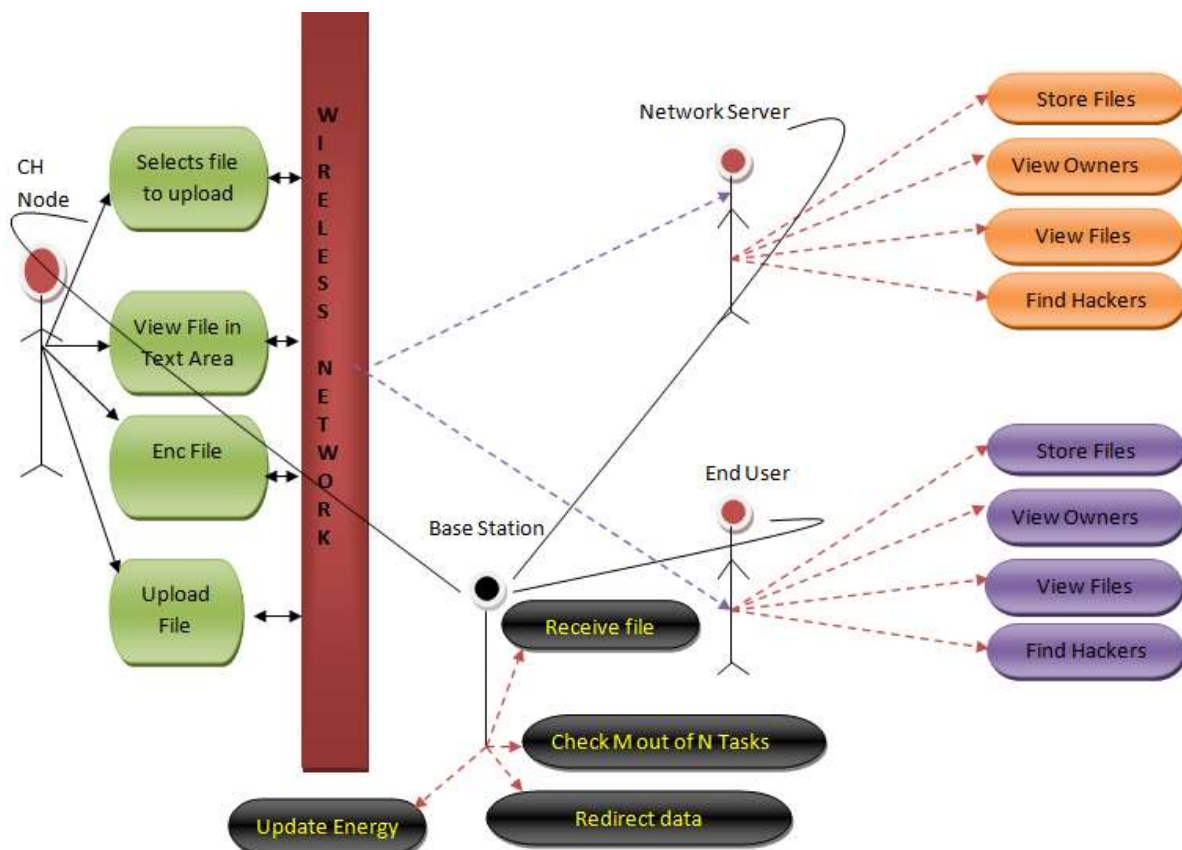 CH
Node
Selects file
to upload
View File in
Text Area
Enc File
Upload
File
WIRELESS NETWORK
Network Server
Store Files
View Owners
View Files
Find Hackers
End User
Store Files
View Owners
View Files
Find Hackers
Base Station
Receive file
Check M out of N Tasks
Redirect data
Update Energy